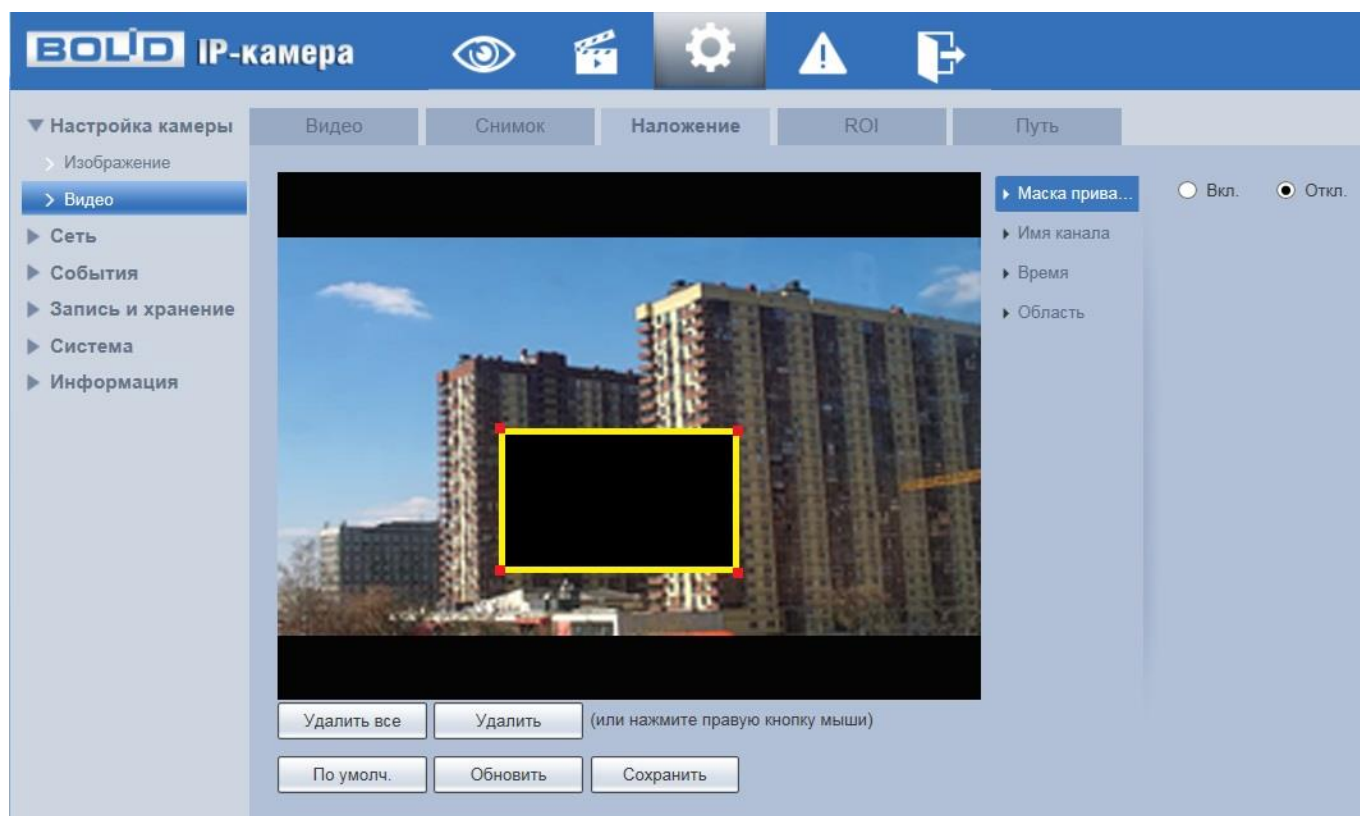 BOLID IP-камера
Настройка камеры
Изображение
Видео
Сеть
События
Запись и хранение
Система
Информация
Видео
Снимок
Наложение
ROI
Путь
Маска прива...
Имя канала
Время
Область
Вкл.
Откл.
Удалить все
Удалить
(или нажмите правую кнопку мыши)
По умолч.
Обновить
Сохранить